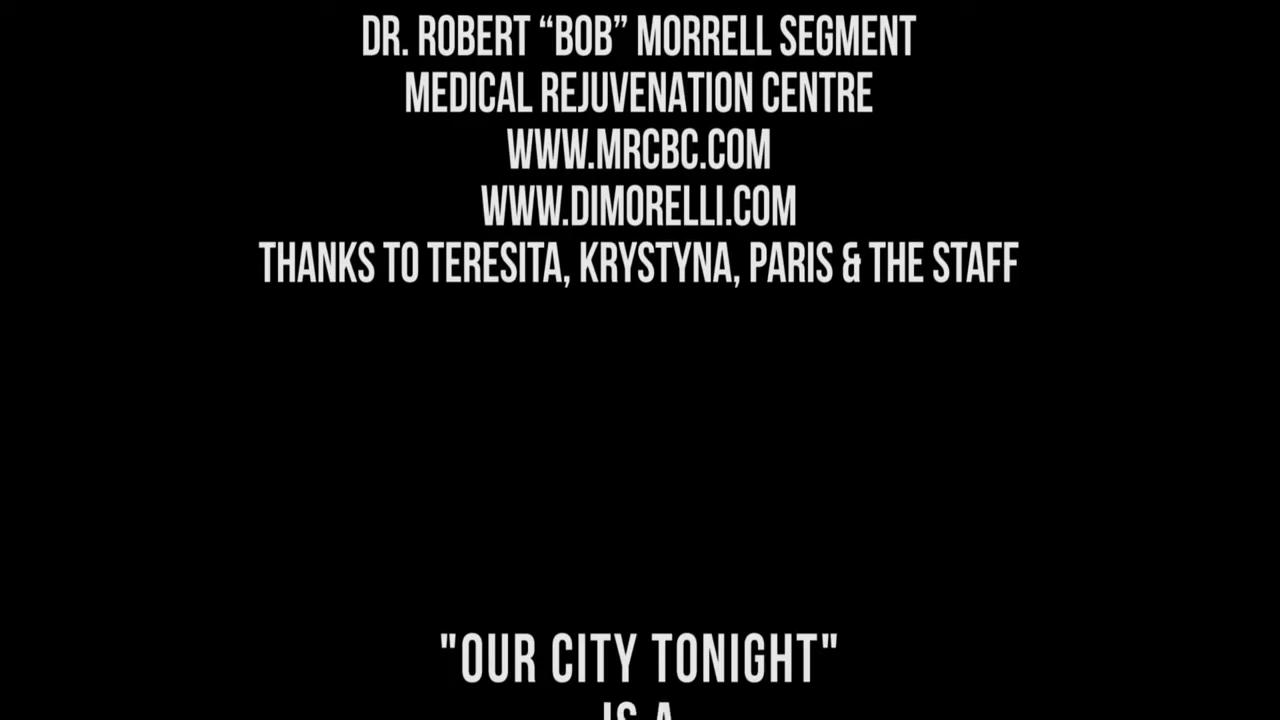 DR. ROBERT “BOB” MORRELL SEGMENT
MEDICAL REJUVENATION CENTRE
WWW.MRCBC.COM
WWW.DIMORELLI.COM
THANKS TO TERESITA, KRYSTYNA, PARIS & THE STAFF
"OUR CITY TONIGHT"
IS A